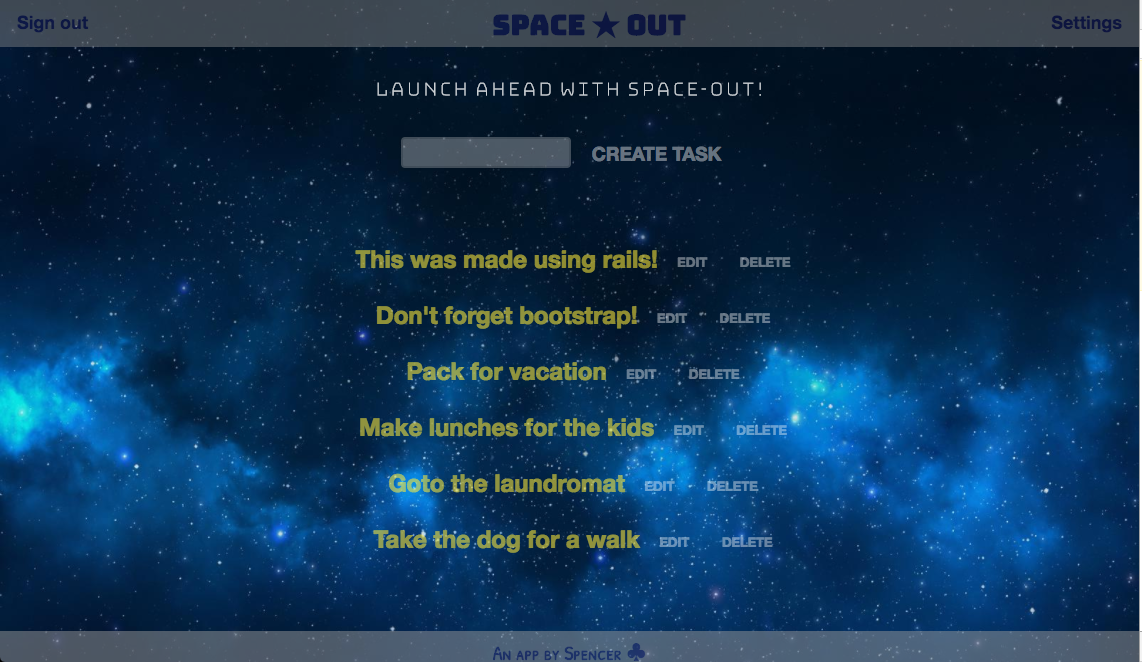 Sign out SPACE ★ OUT Settings
LAUNCH AHEAD WITH SPACE-OUT!
CREATE TASK
This was made using rails! EDIT DELETE
Don't forget bootstrap! EDIT DELETE
Pack for vacation EDIT DELETE
Make lunches for the kids EDIT DELETE
Goto the laundromat EDIT DELETE
Take the dog for a walk EDIT DELETE
An app by Spencer ♣